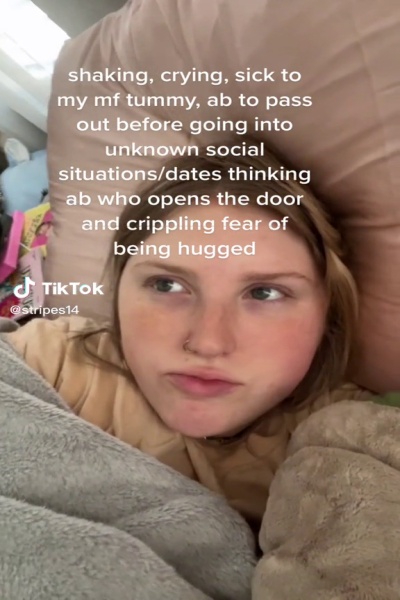 shaking, crying, sick to
my mf tummy, ab to pass
out before going into
unknown social
situations/dates thinking
ab who opens the door
and crippling fear of
being hugged
TikTok
@stripes14